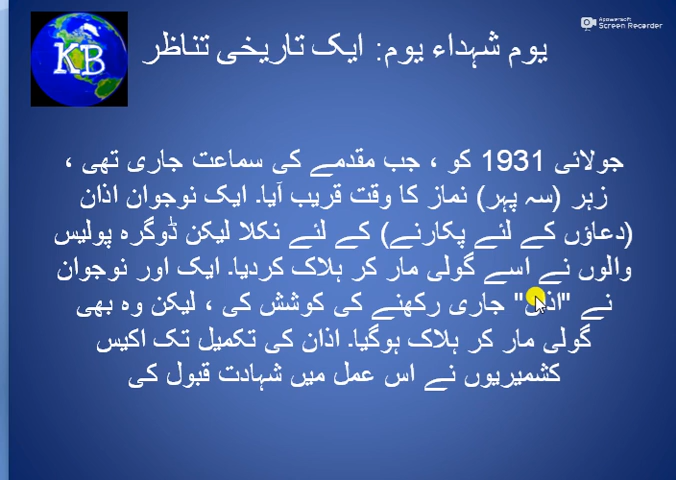 Apowersoft
Screen Recorder
KB
یوم شہداء یوم: ایک تاریخی تناظر
جولائی 1931 کو ، جب مقدمے کی سماعت جاری تھی ،
زہر (سہ پہر) نماز کا وقت قریب آیا۔ ایک نوجوان اذان
(دعاؤں کے لئے پکارنے) کے لئے نکلا لیکن ڈوگرہ پولیس
والوں نے اسے گولی مار کر ہلاک کردیا۔ ایک اور نوجوان
نے "اذان" جاری رکھنے کی کوشش کی ، لیکن وہ بھی
گولی مار کر ہلاک ہوگیا۔ اذان کی تکمیل تک اکیس
کشمیریوں نے اس عمل میں شہادت قبول کی